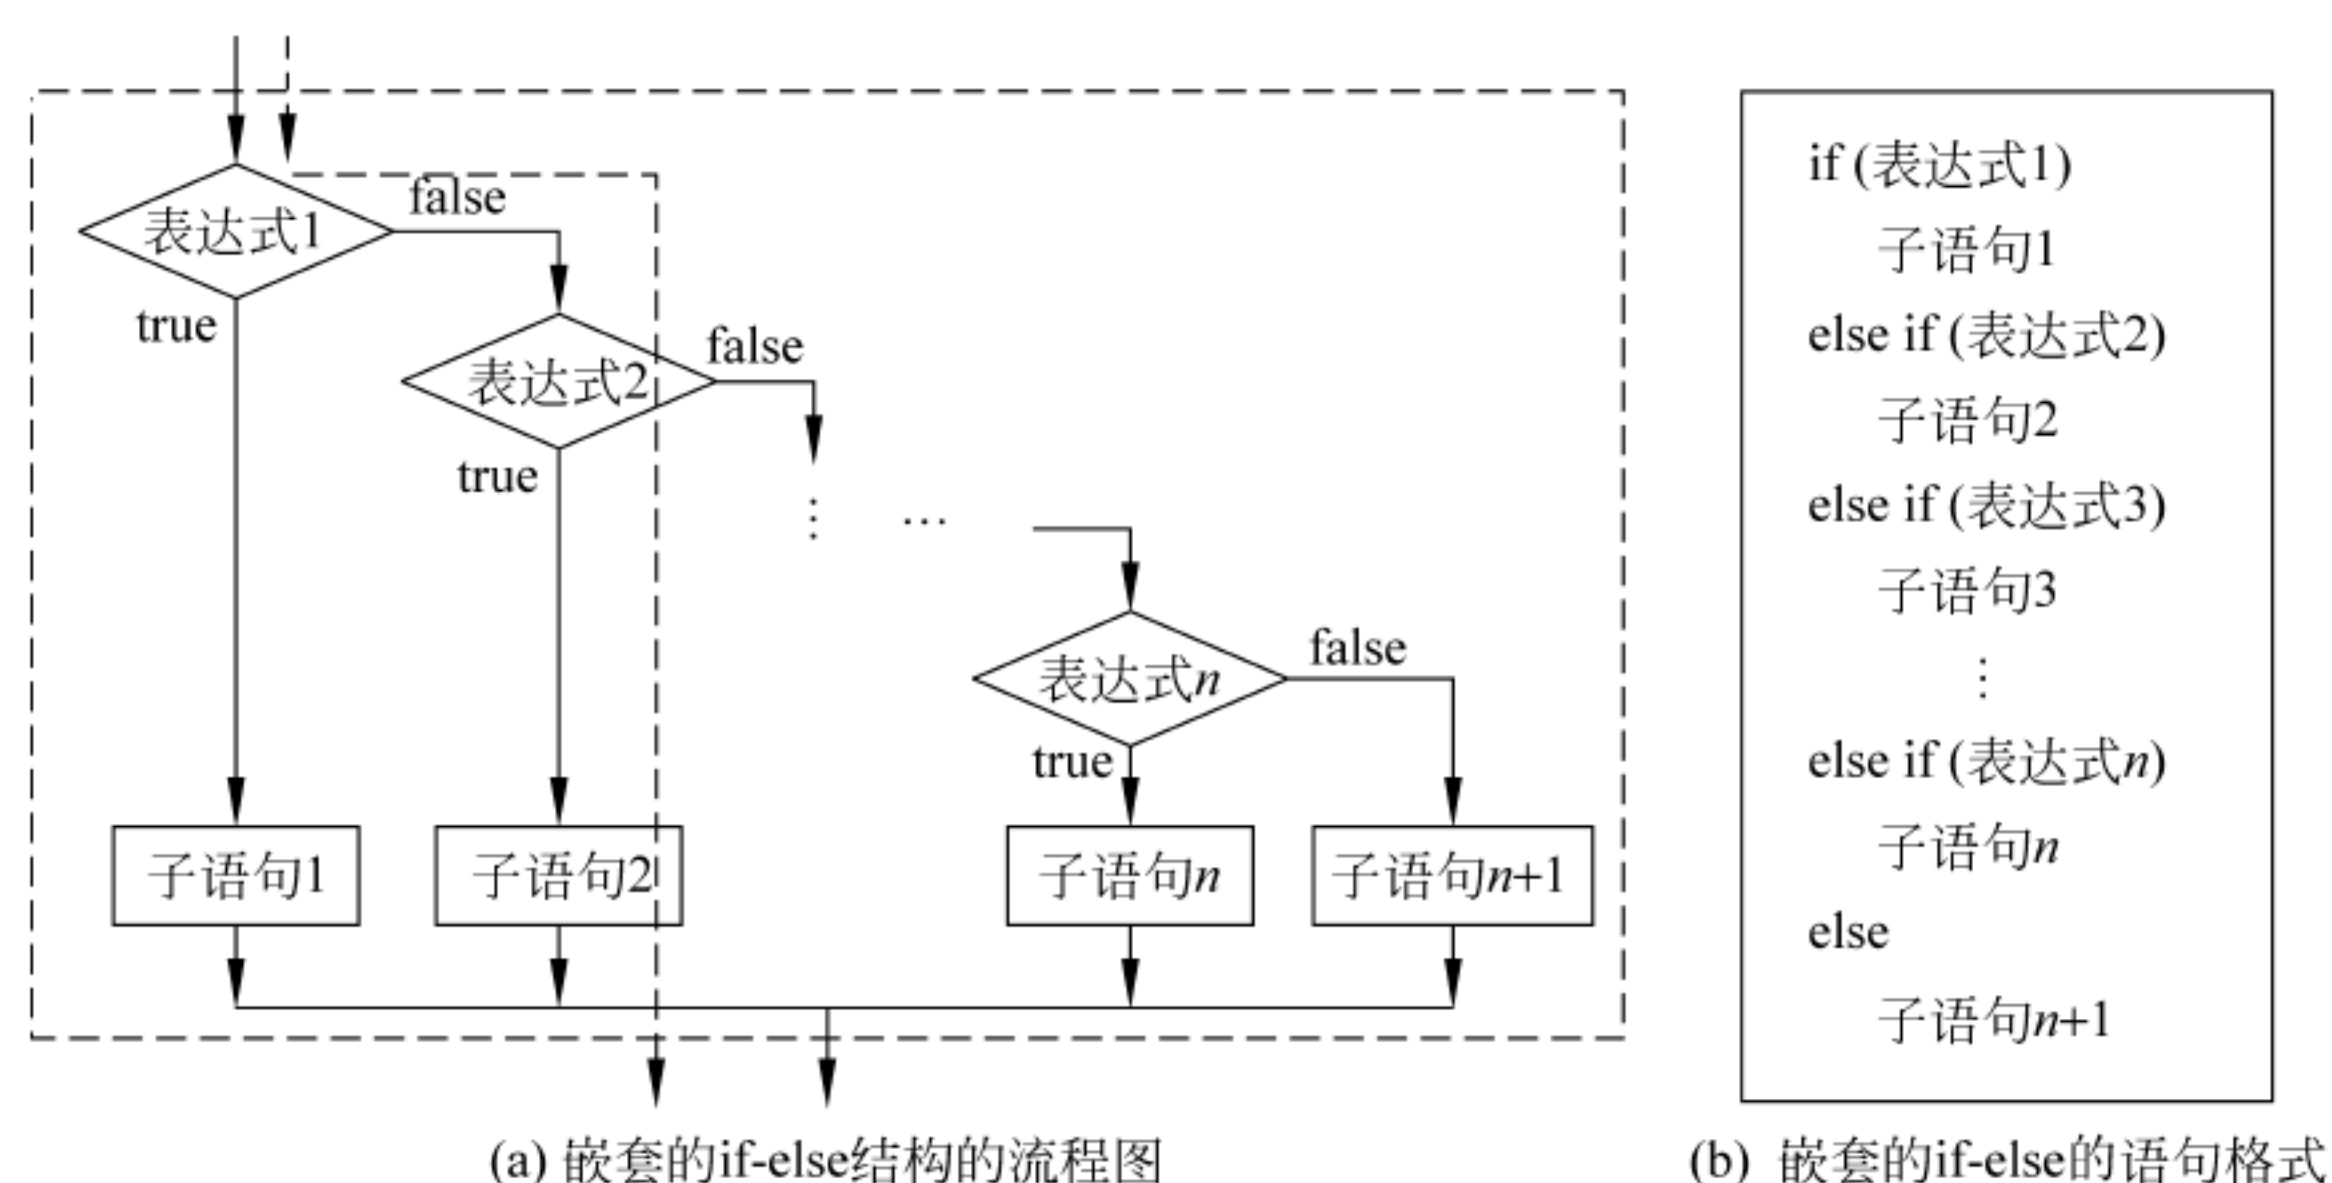 表达式1
false
true
表达式2
false
true
⋮
…
表达式n
false
true
子语句1
子语句2
子语句n
子语句n+1
(a) 嵌套的if-else结构的流程图
if (表达式1)
子语句1
else if (表达式2)
子语句2
else if (表达式3)
子语句3
⋮
else if (表达式n)
子语句n
else
子语句n+1
(b) 嵌套的if-else的语句格式